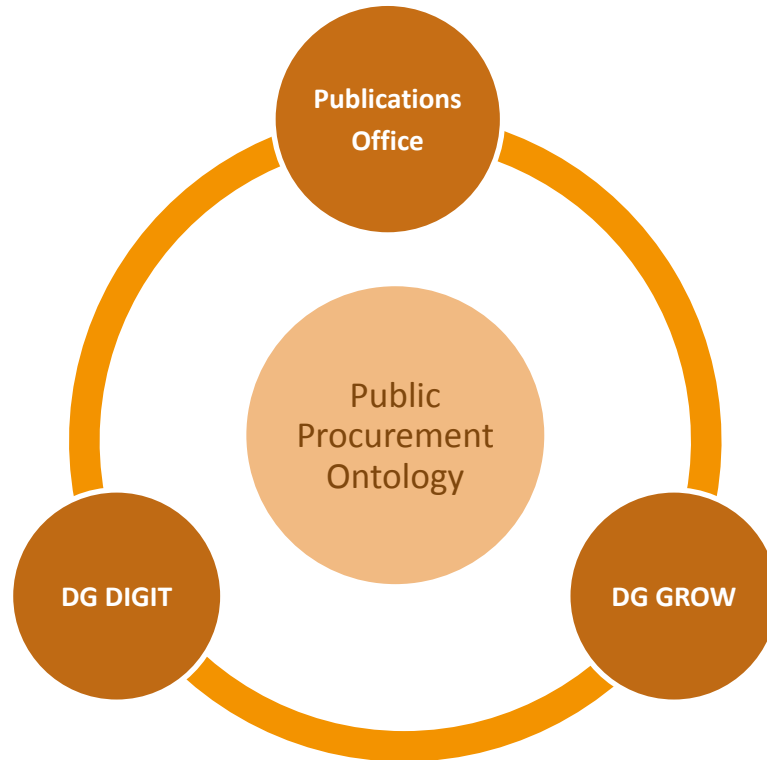 Publications
Office
Public
Procurement
Ontology
DG DIGIT
DG GROW